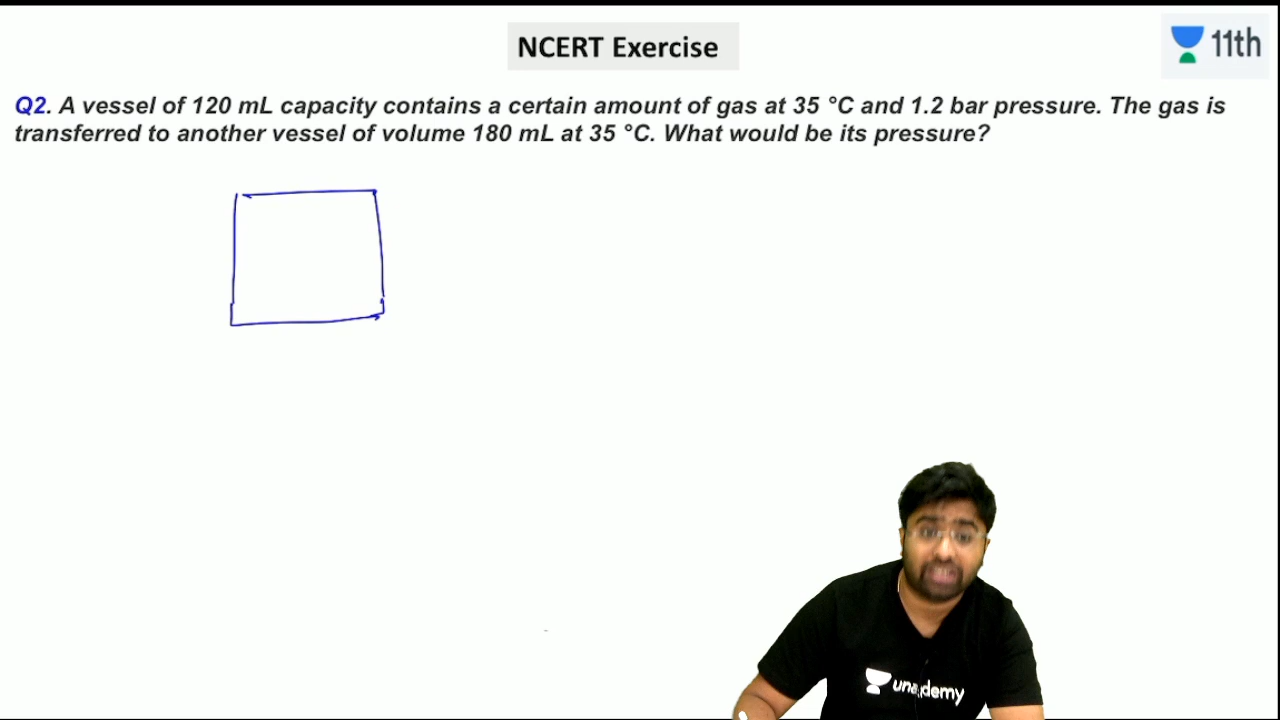 NCERT Exercise
11th
Q2. A vessel of 120 mL capacity contains a certain amount of gas at 35 °C and 1.2 bar pressure. The gas is
transferred to another vessel of volume 180 mL at 35 °C. What would be its pressure?
unacademy